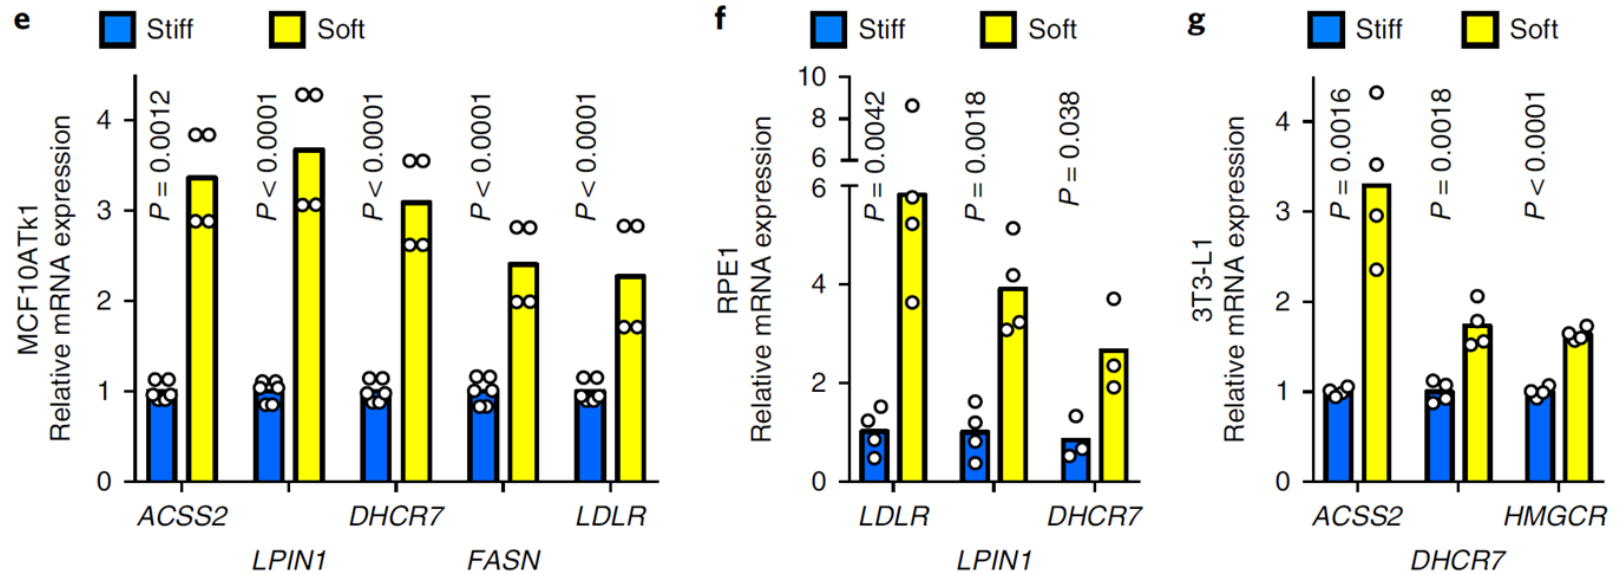 e
Stiff
Soft
MCF10ATk1
Relative mRNA expression
4
3
2
1
0
P = 0.0012
P < 0.0001
P < 0.0001
P < 0.0001
P < 0.0001
ACSS2
LPIN1
DHCR7
FASN
LDLR
f
Stiff
Soft
RPE1
Relative mRNA expression
10
8
6
6
4
2
0
P = 0.0042
P = 0.0018
P = 0.038
LDLR
LPIN1
DHCR7
g
Stiff
Soft
3T3-L1
Relative mRNA expression
4
3
2
1
0
P = 0.0016
P = 0.0018
P < 0.0001
ACSS2
DHCR7
HMGCR